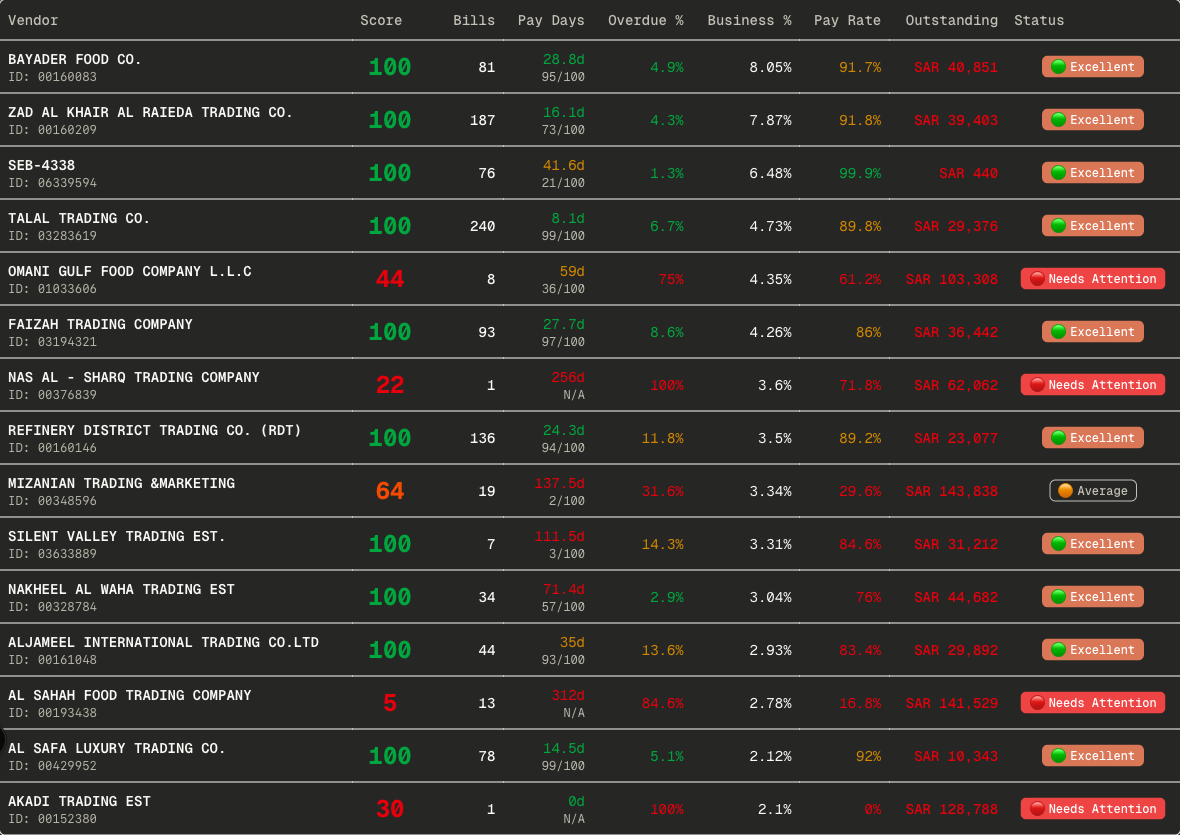 Vendor Score Bills Pay Days Overdue % Business % Pay Rate Outstanding Status
BAYADER FOOD CO. 100 81 28.8d 4.9% 8.05% 91.7% SAR 40,851 Excellent
ID: 00160083 95/100
ZAD AL KHAIR AL RAIEDA TRADING CO. 100 187 16.1d 4.3% 7.87% 91.8% SAR 39,403 Excellent
ID: 00160209 73/100
SEB-4338 100 76 41.6d 1.3% 6.48% 99.9% SAR 440 Excellent
ID: 06339594 21/100
TALAL TRADING CO. 100 240 8.1d 6.7% 4.73% 89.8% SAR 29,376 Excellent
ID: 03283619 99/100
OMANI GULF FOOD COMPANY L.L.C 44 8 59d 75% 4.35% 61.2% SAR 103,308 Needs Attention
ID: 01033606 36/100
FAIZAH TRADING COMPANY 100 93 27.7d 8.6% 4.26% 86% SAR 36,442 Excellent
ID: 03194321 97/100
NAS AL - SHARQ TRADING COMPANY 22 1 256d 100% 3.6% 71.8% SAR 62,062 Needs Attention
ID: 00376839 N/A
REFINERY DISTRICT TRADING CO. (RDT) 100 136 24.3d 11.8% 3.5% 89.2% SAR 23,077 Excellent
ID: 00160146 94/100
MIZANIAN TRADING &MARKETING 64 19 137.5d 31.6% 3.34% 29.6% SAR 143,838 Average
ID: 00348596 2/100
SILENT VALLEY TRADING EST. 100 7 111.5d 14.3% 3.31% 84.6% SAR 31,212 Excellent
ID: 03633889 3/100
NAKHEEL AL WAHA TRADING EST 100 34 71.4d 2.9% 3.04% 76% SAR 44,682 Excellent
ID: 00328784 57/100
ALJAMEEL INTERNATIONAL TRADING CO.LTD 100 44 35d 13.6% 2.93% 83.4% SAR 29,892 Excellent
ID: 00161048 93/100
AL SAHAH FOOD TRADING COMPANY 5 13 312d 84.6% 2.78% 16.8% SAR 141,529 Needs Attention
ID: 00193438 N/A
AL SAFA LUXURY TRADING CO. 100 78 14.5d 5.1% 2.12% 92% SAR 10,343 Excellent
ID: 00429952 99/100
AKADI TRADING EST 30 1 0d 100% 2.1% 0% SAR 128,788 Needs Attention
ID: 00152380 N/A